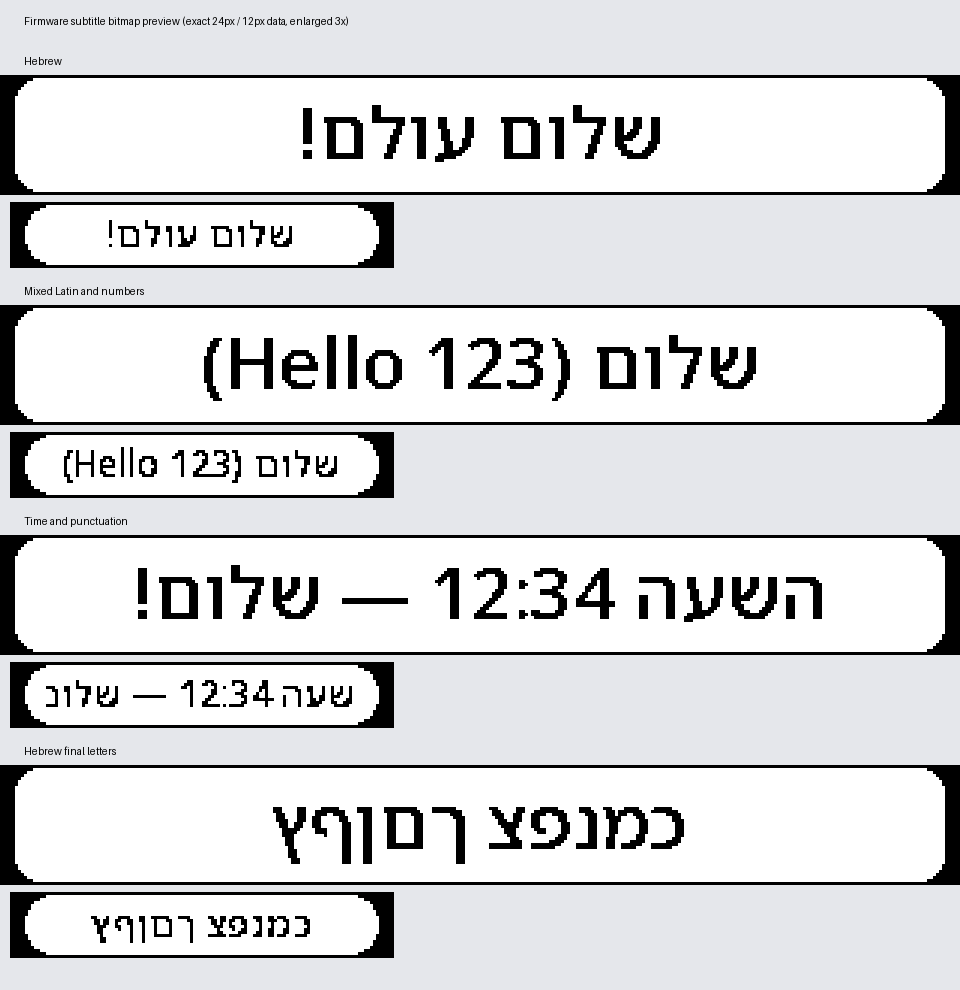 Firmware subtitle bitmap preview (exact 24px / 12px data, enlarged 3x)
Hebrew
שלום עולם!
שלום עולם!
Mixed Latin and numbers
שלום (Hello 123)
שלום (Hello 123)
Time and punctuation
השעה 12:34 — שלום!
שעה 12:34 — שלום
Hebrew final letters
כמנפצ ךםןףץ
כמנפצ ךםןףץ